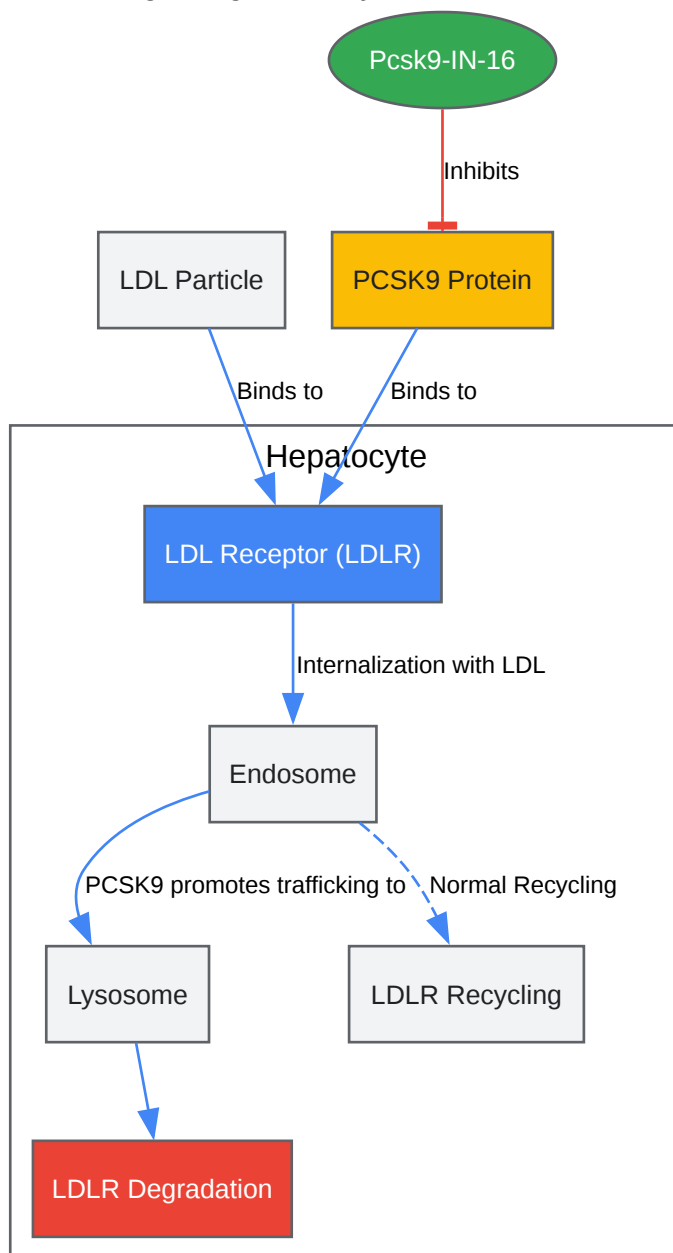 Pcsk9-IN-16
Inhibits
LDL Particle
PCSK9 Protein
Binds to
Binds to
Hepatocyte
LDL Receptor (LDLR)
Internalization with LDL
Endosome
PCSK9 promotes trafficking to
Normal Recycling
Lysosome
LDLR Recycling
LDLR Degradation